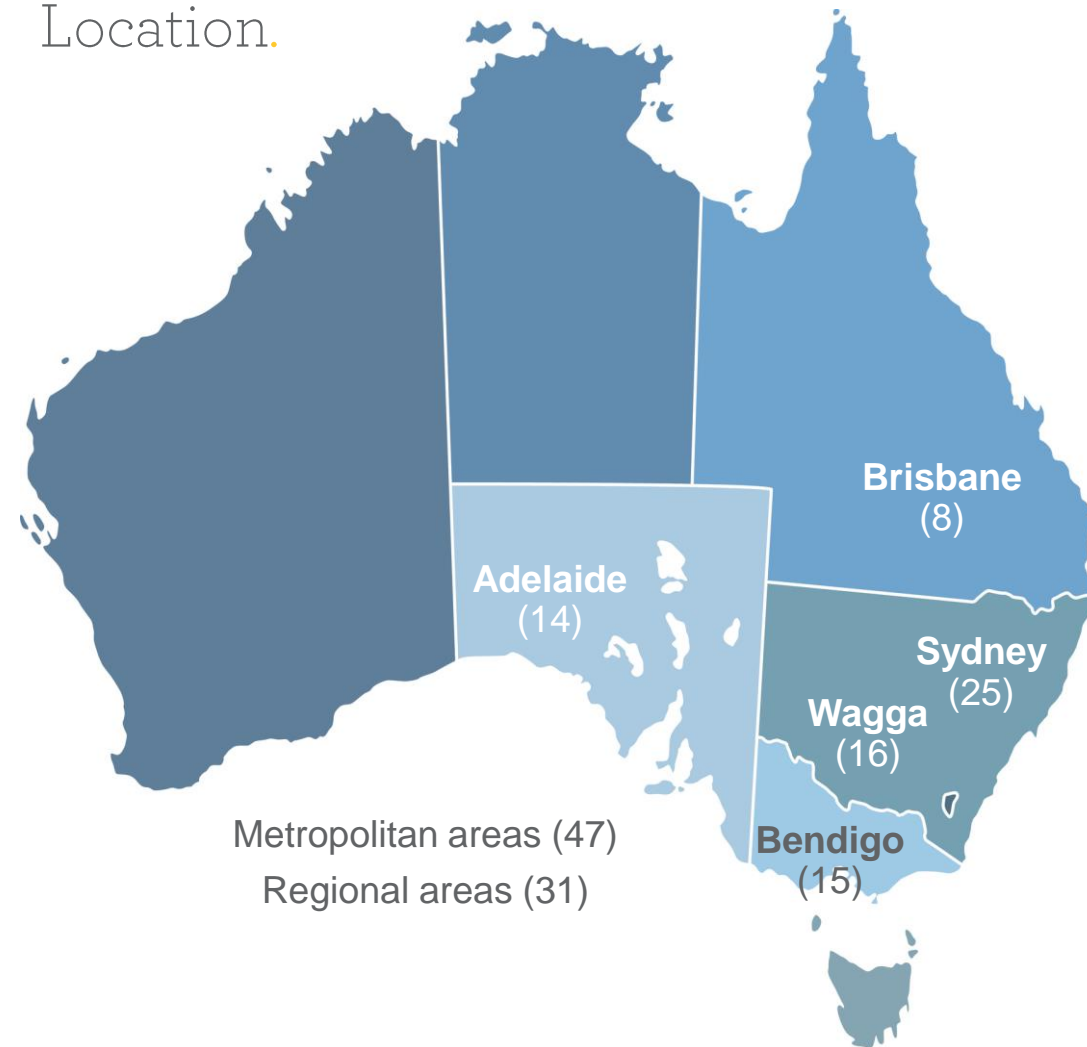 Location.
Brisbane
(8)
Adelaide
(14)
Sydney
(25)
Wagga
(16)
Metropolitan areas (47)
Regional areas (31)
Bendigo
(15)